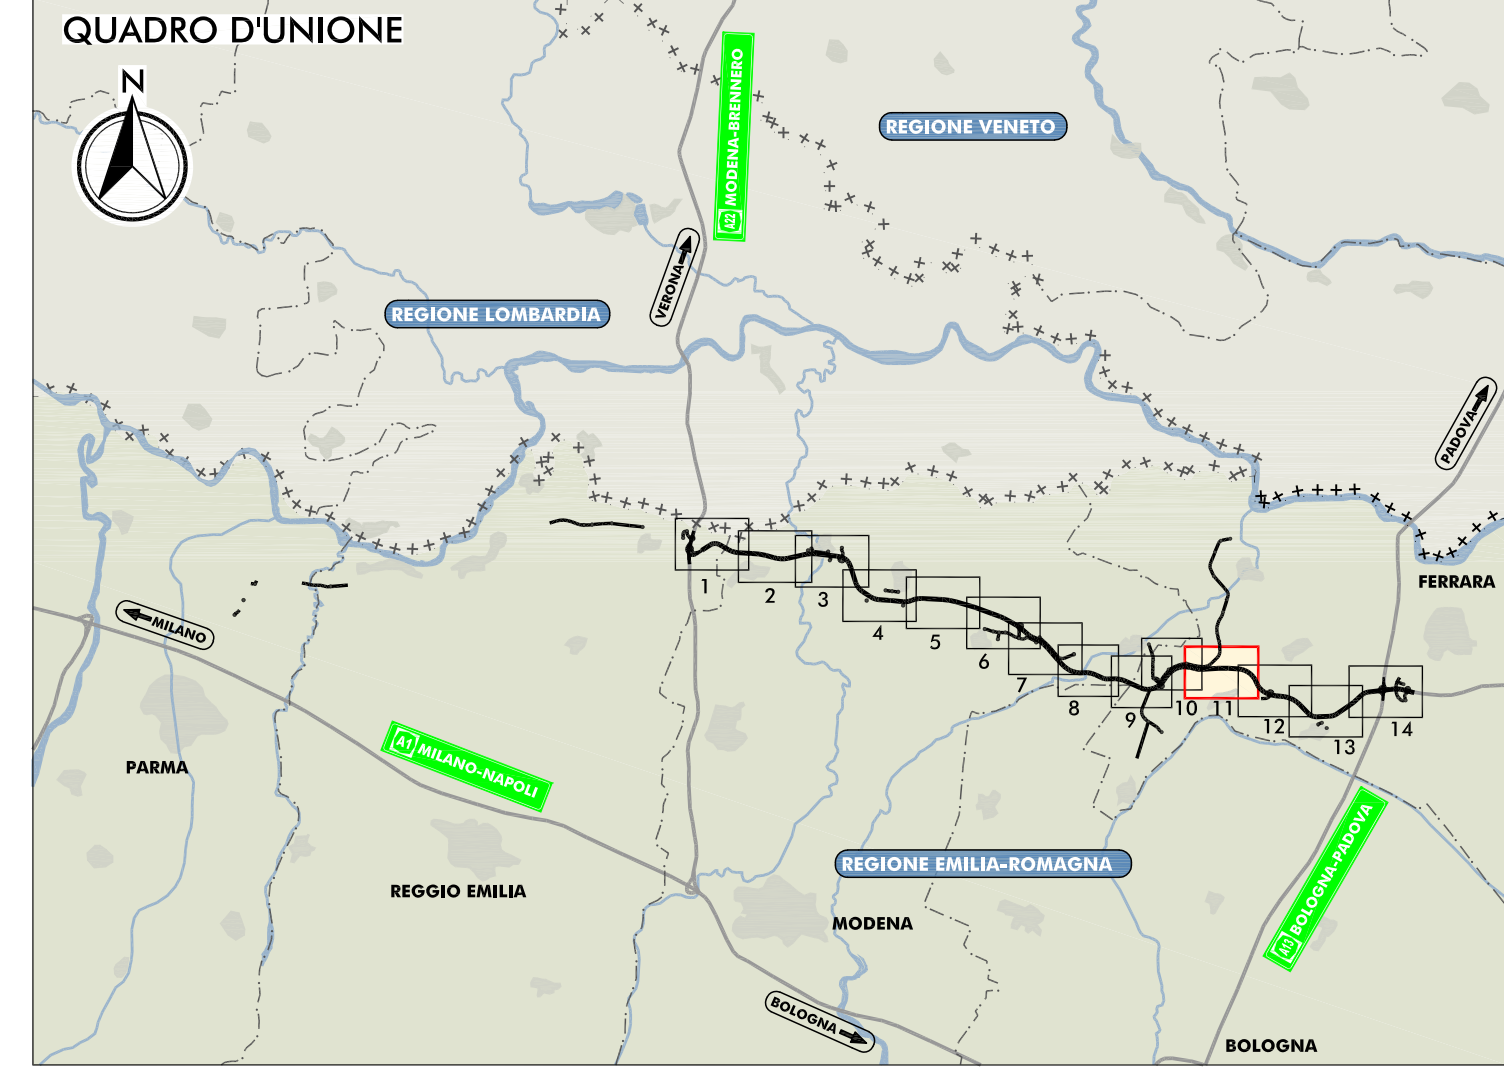 QUADRO D'UNIONE
N
A22 MODENA-BRENNERO
REGIONE VENETO
VERONA
REGIONE LOMBARDIA
PADOVA
FERRARA
MILANO
1
2
3
4
5
6
7
8
9
10
11
12
13
14
PARMA
A1 MILANO-NAPOLI
REGIONE EMILIA-ROMAGNA
A13 BOLOGNA-PADOVA
REGGIO EMILIA
MODENA
BOLOGNA
BOLOGNA